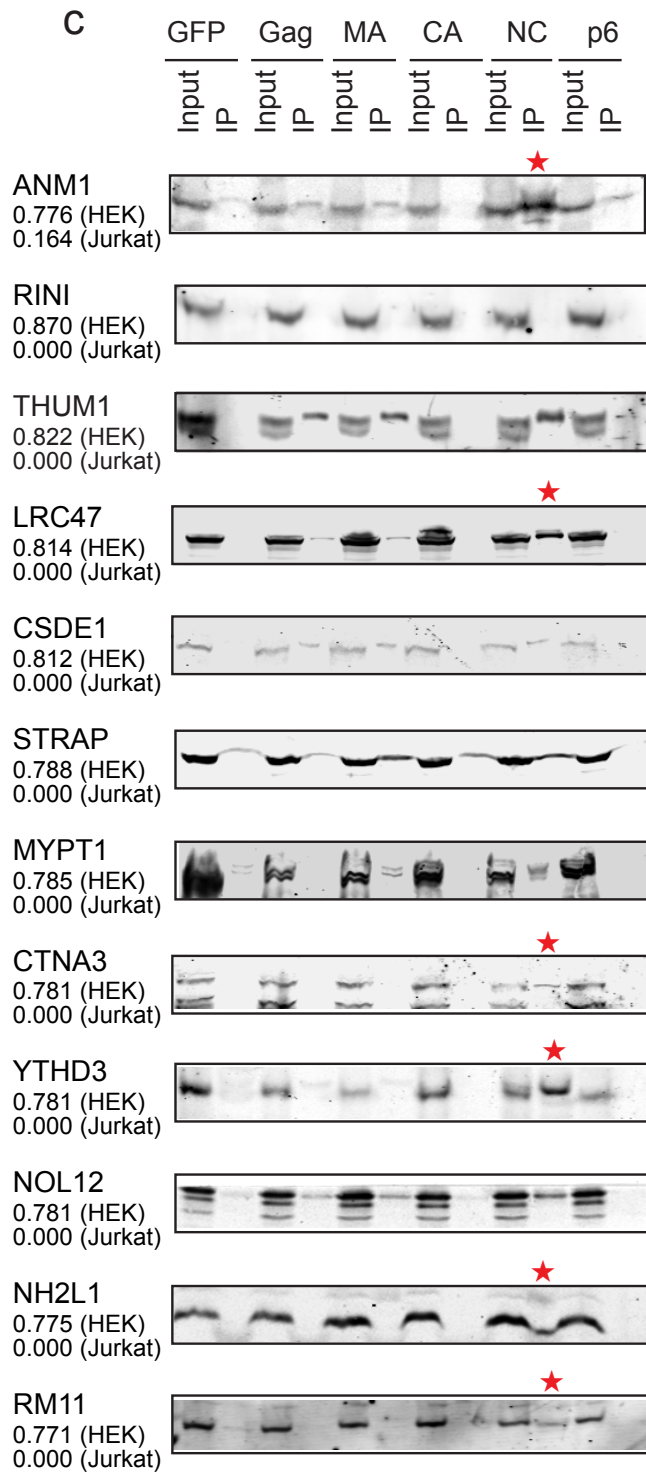 C
GFP Gag MA CA NC p6
Input IP Input IP Input IP Input IP Input IP Input IP
ANM1
0.776 (HEK)
0.164 (Jurkat)
RINI
0.870 (HEK)
0.000 (Jurkat)
THUM1
0.822 (HEK)
0.000 (Jurkat)
LRC47
0.814 (HEK)
0.000 (Jurkat)
CSDE1
0.812 (HEK)
0.000 (Jurkat)
STRAP
0.788 (HEK)
0.000 (Jurkat)
MYPT1
0.785 (HEK)
0.000 (Jurkat)
CTNA3
0.781 (HEK)
0.000 (Jurkat)
YTHD3
0.781 (HEK)
0.000 (Jurkat)
NOL12
0.781 (HEK)
0.000 (Jurkat)
NH2L1
0.775 (HEK)
0.000 (Jurkat)
RM11
0.771 (HEK)
0.000 (Jurkat)